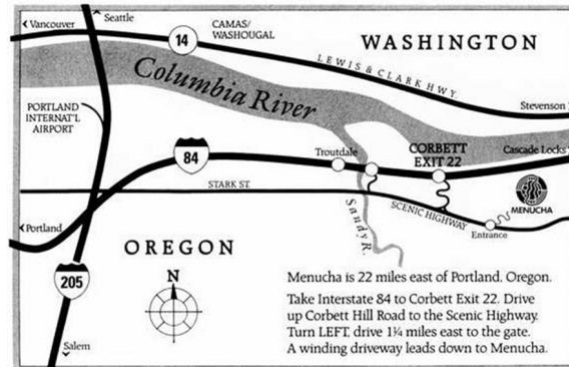 Vancouver
Seattle
14
CAMAS/
WASHOUGAL
WASHINGTON
LEWIS & CLARK HWY.
Columbia River
Stevenson
PORTLAND
INTERNAT'L
AIRPORT
84
Troutdale
CORBETT
EXIT 22
Cascade Locks
STARK ST
SCENIC HIGHWAY
MENUCHA
Sandy R.
Entrance
Portland
OREGON
205
N
Salem
Menucha is 22 miles east of Portland, Oregon.
Take Interstate 84 to Corbett Exit 22. Drive
up Corbett Hill Road to the Scenic Highway.
Turn LEFT, drive 1¼ miles east to the gate.
A winding driveway leads down to Menucha.